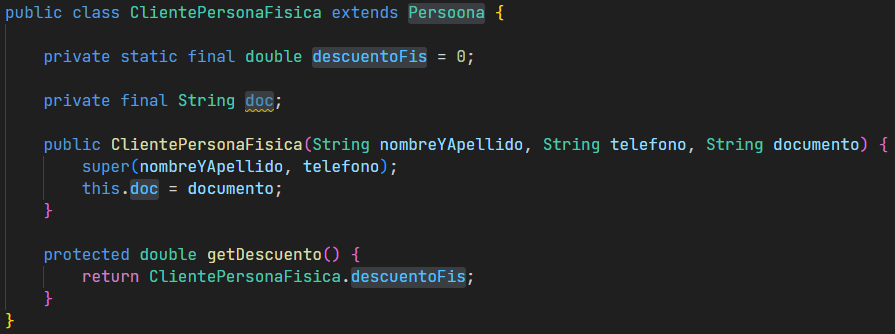 public class ClientePersonaFisica extends Persoona {
private static final double descuentoFis = 0;
private final String doc;
public ClientePersonaFisica(String nombreYApellido, String telefono, String documento) {
super(nombreYApellido, telefono);
this.doc = documento;
}
protected double getDescuento() {
return ClientePersonaFisica.descuentoFis;
}
}